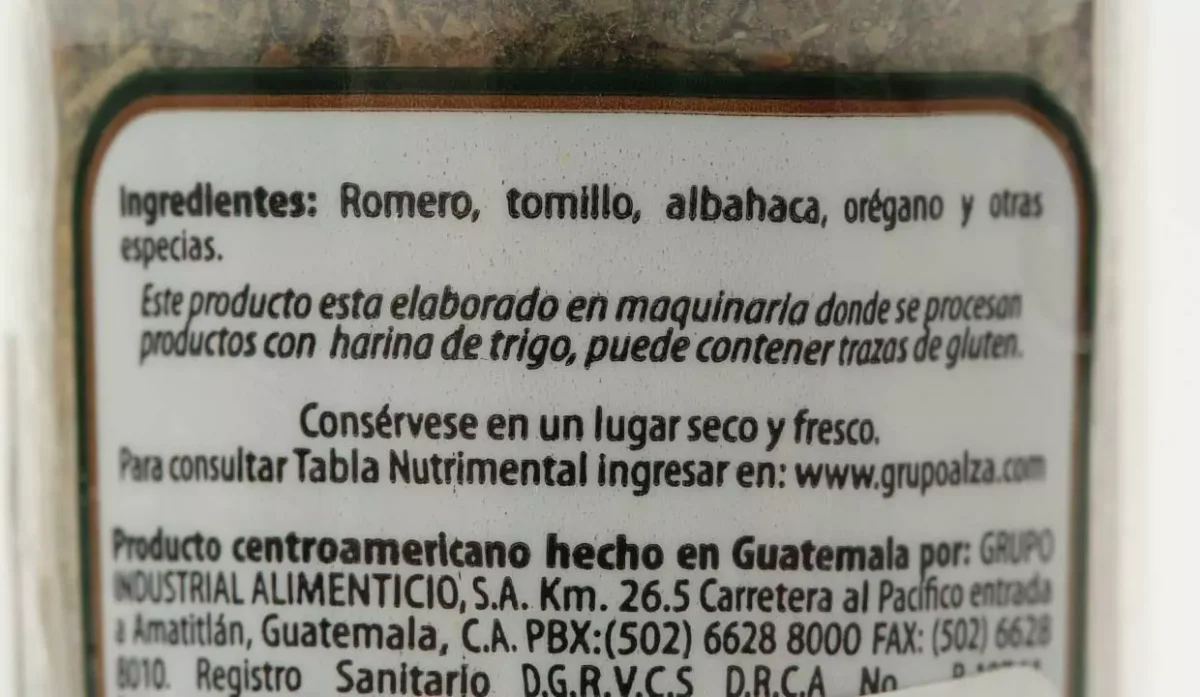 Ingredientes: Romero, tomillo, albahaca, orégano y otras
especias.
Este producto esta elaborado en maquinaria donde se procesan
productos con harina de trigo, puede contener trazas de gluten.
Consérvese en un lugar seco y fresco.
Para consultar Tabla Nutrimental ingresar en: www.grupoalza.com
Producto centroamericano hecho en Guatemala por: GRUPO
INDUSTRIAL ALIMENTICIO, S.A. Km. 26.5 Carretera al Pacífico entrada
a Amatitlán, Guatemala, C.A. PBX:(502) 6628 8000 FAX: (502) 6628
8010. Registro Sanitario D.G.R.V.C.S D.R.C.A No.